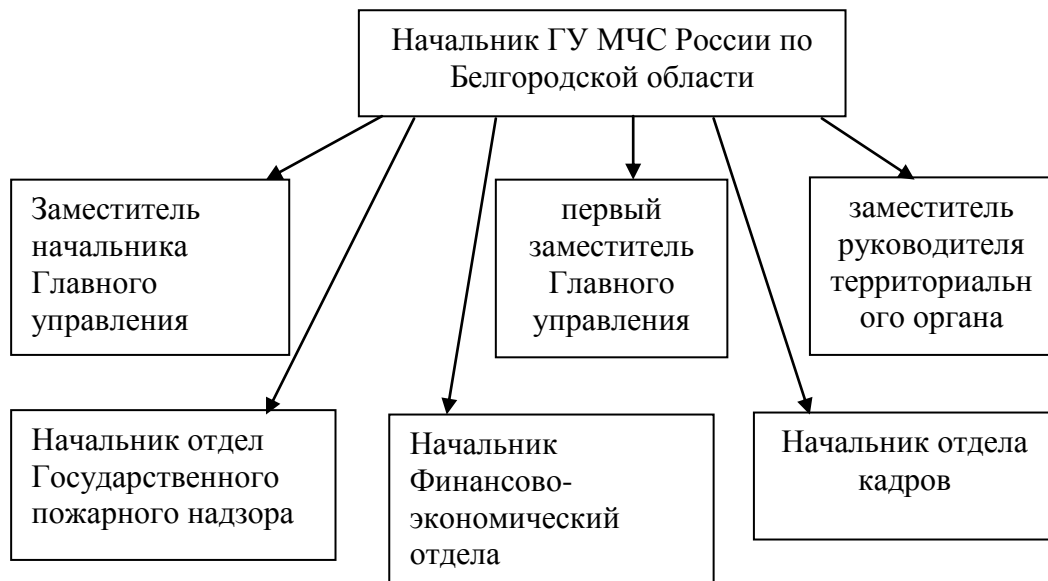 Начальник ГУ МЧС России по
Белгородской области
Заместитель
начальника
Главного
управления
первый
заместитель
Главного
управления
заместитель
руководителя
территориальн
ого органа
Начальник отдел
Государственного
пожарного надзора
Начальник
Финансово-
экономический
отдела
Начальник отдела
кадров